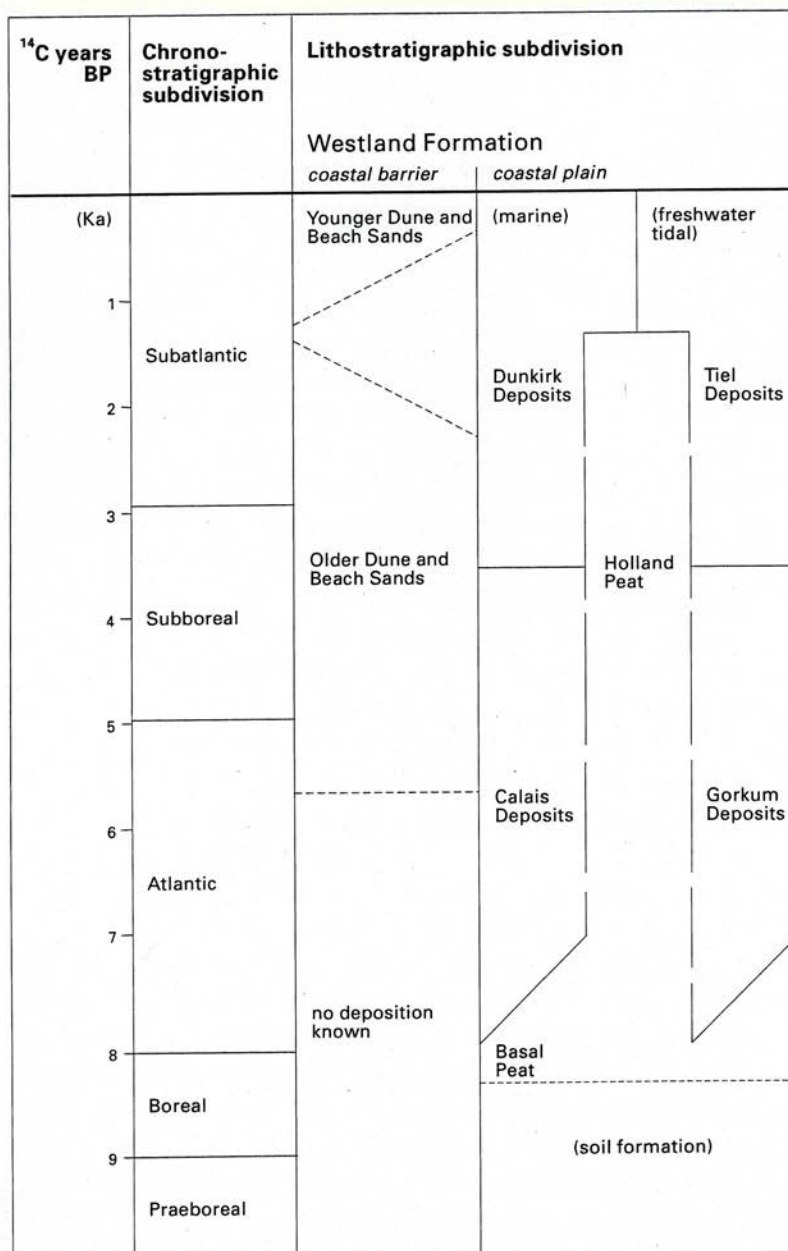 ¹⁴C years
BP
Chrono-
stratigraphic
subdivision
Lithostratigraphic subdivision
Westland Formation
coastal barrier
coastal plain
(Ka)
1
2
3
4
5
6
7
8
9
Subatlantic
Subboreal
Atlantic
Boreal
Praeboreal
Younger Dune and
Beach Sands
Older Dune and
Beach Sands
no deposition
known
(marine)
(freshwater
tidal)
Dunkirk
Deposits
Tiel
Deposits
Holland
Peat
Calais
Deposits
Gorkum
Deposits
Basal
Peat
(soil formation)